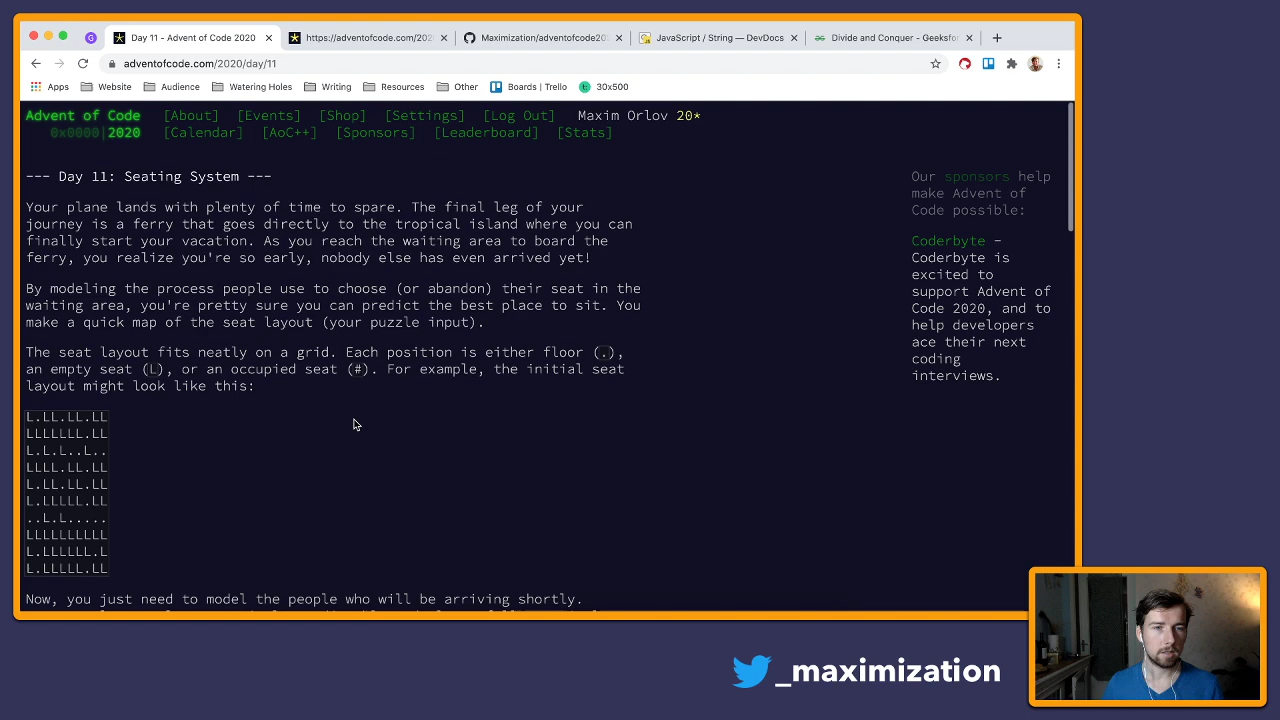 Day 11 - Advent of Code 2020
https://adventofcode.com/202
Maximization/adventofcode202
JavaScript / String — DevDocs
Divide and Conquer - Geeksfor
adventofcode.com/2020/day/11
Apps Website Audience Watering Holes Writing Resources Other Boards | Trello 30x500
Advent of Code [About] [Events] [Shop] [Settings] [Log Out] Maxim Orlov 20*
0x0000|2020 [Calendar] [AoC++] [Sponsors] [Leaderboard] [Stats]
--- Day 11: Seating System ---
Your plane lands with plenty of time to spare. The final leg of your
journey is a ferry that goes directly to the tropical island where you can
finally start your vacation. As you reach the waiting area to board the
ferry, you realize you're so early, nobody else has even arrived yet!
By modeling the process people use to choose (or abandon) their seat in the
waiting area, you're pretty sure you can predict the best place to sit. You
make a quick map of the seat layout (your puzzle input).
The seat layout fits neatly on a grid. Each position is either floor (.),
an empty seat (L), or an occupied seat (#). For example, the initial seat
layout might look like this:
L.LL.LL.LL
LLLLLLL.LL
L.L.L..L..
LLLL.LL.LL
L.LL.LL.LL
L.LLLLL.LL
..L.L.....
LLLLLLLLLL
L.LLLLLL.L
L.LLLLL.LL
Now, you just need to model the people who will be arriving shortly.
Our sponsors help
make Advent of
Code possible:
Coderbyte -
Coderbyte is
excited to
support Advent of
Code 2020, and to
help developers
ace their next
coding
interviews.
_maximization